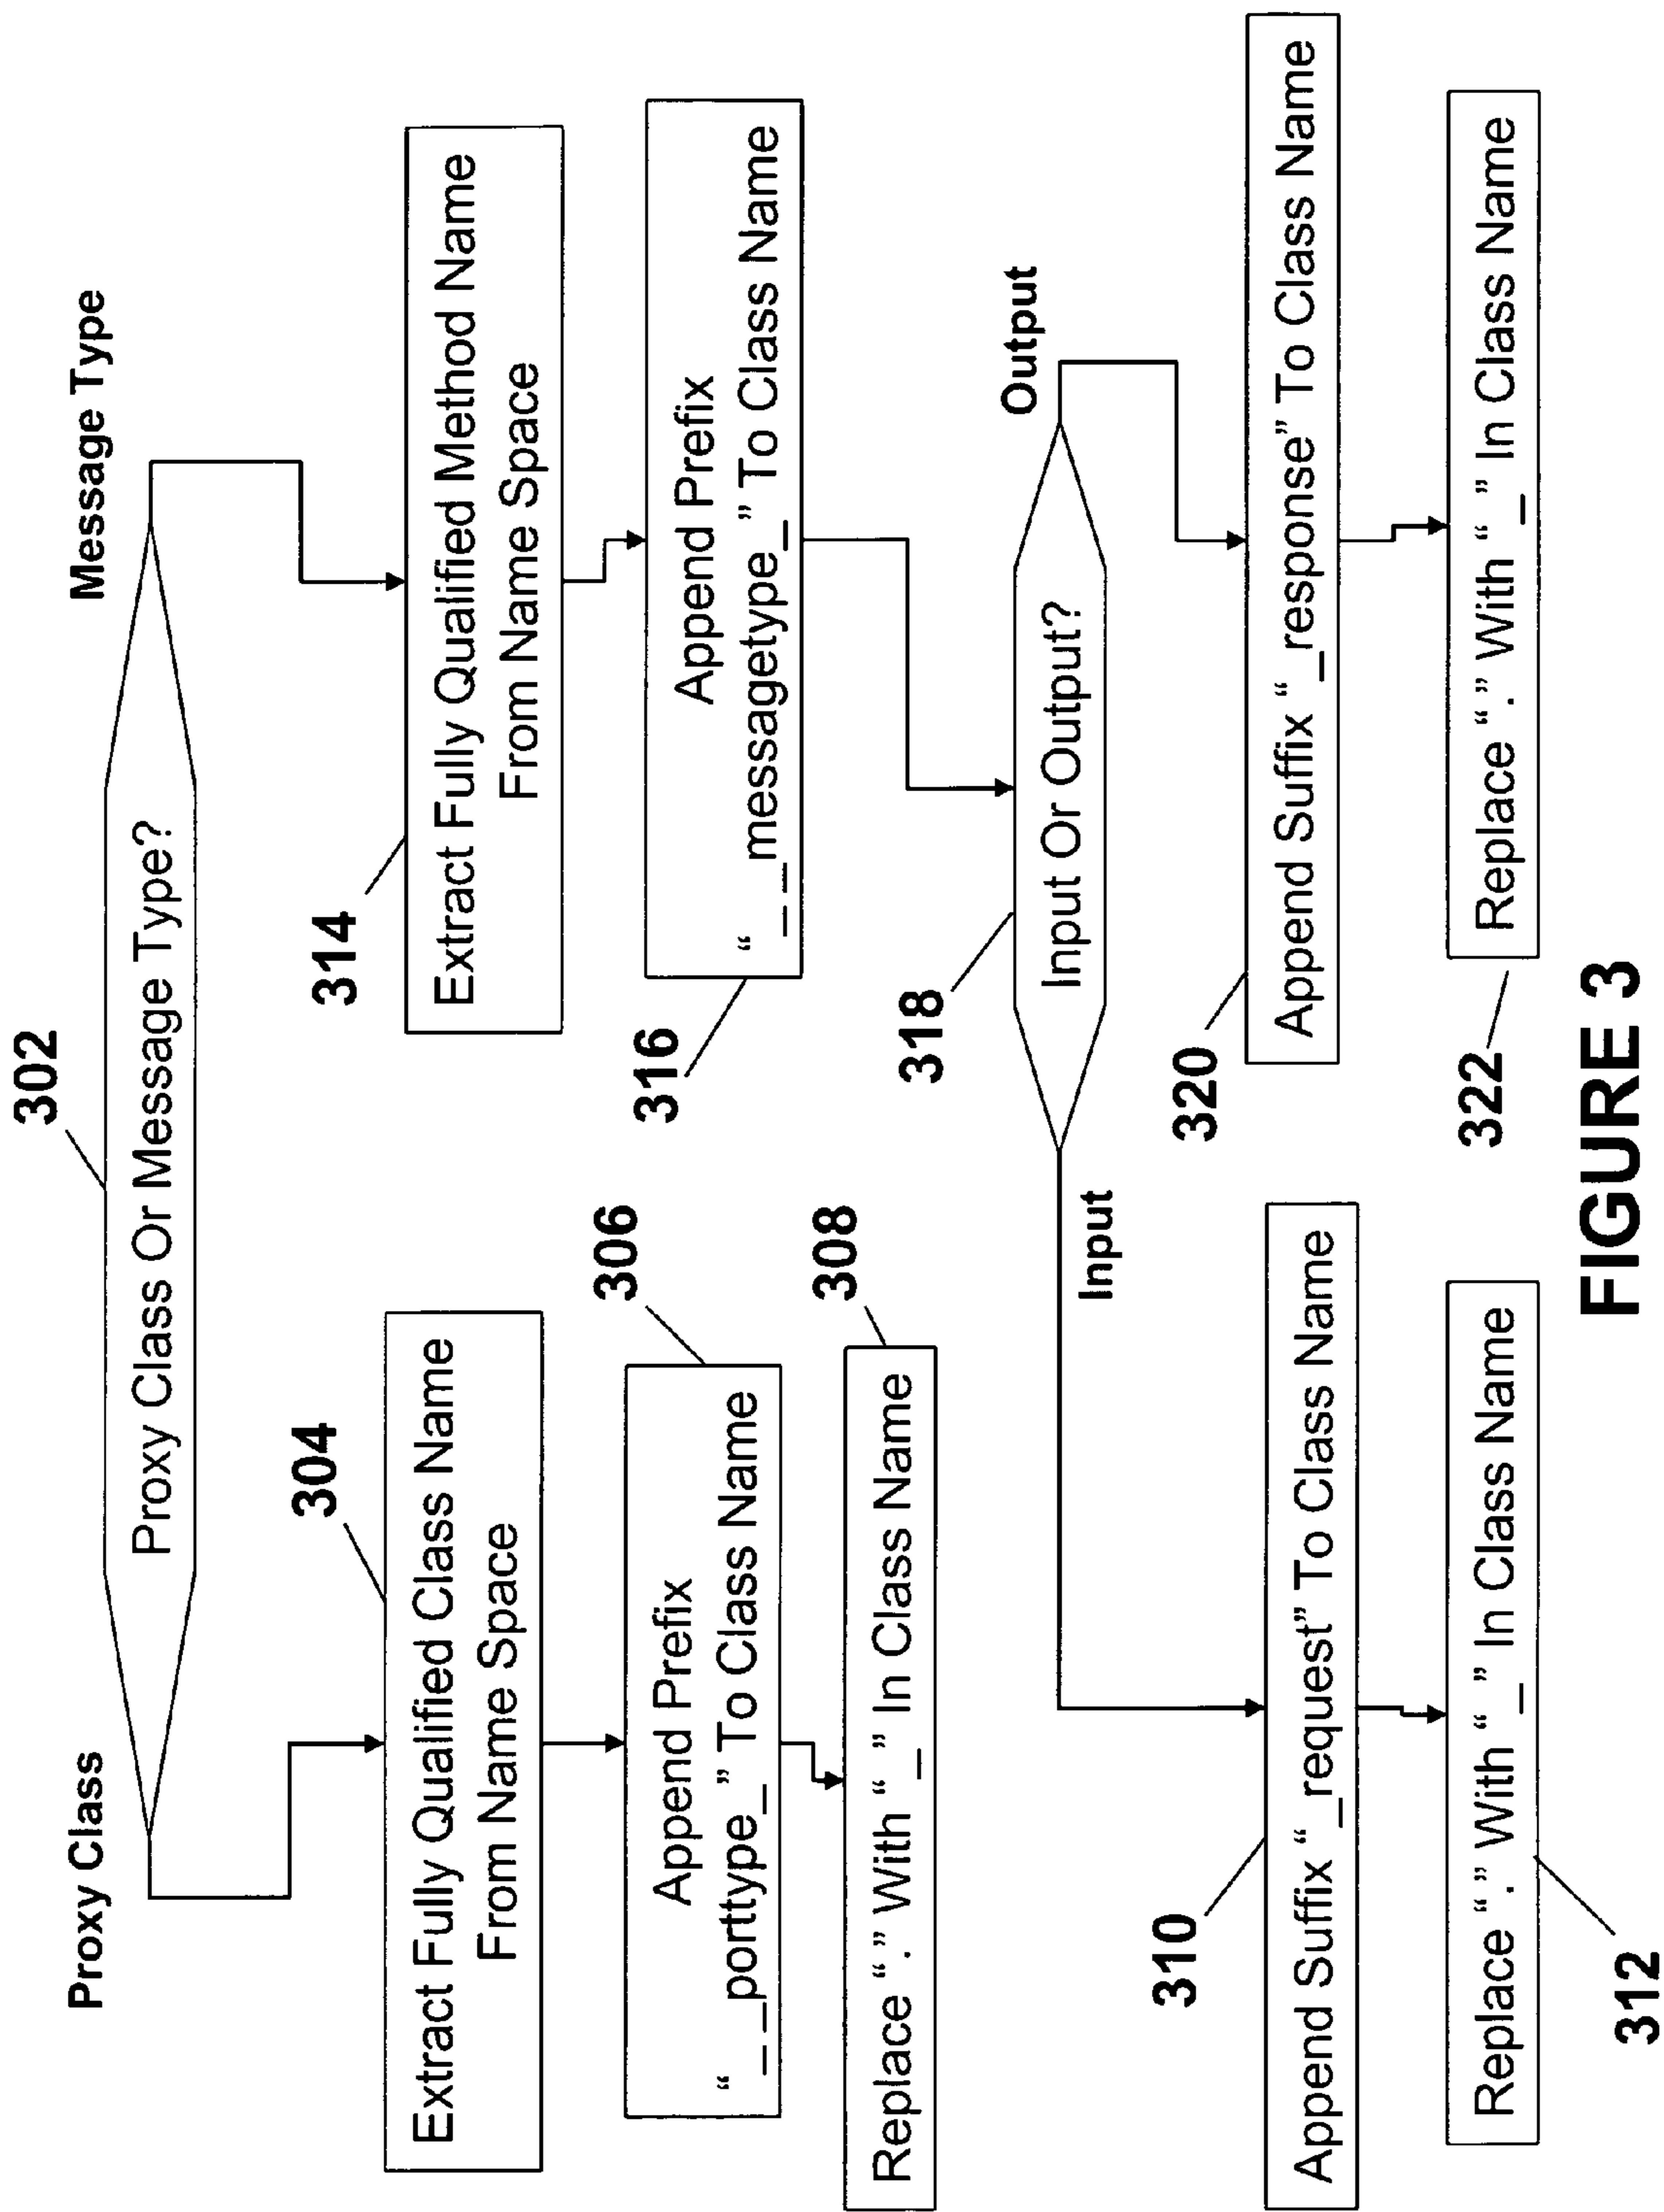 302
Proxy Class Or Message Type?
Proxy Class
Message Type
304
Extract Fully Qualified Class Name
From Name Space
306
Append Prefix
“__porttype_” To Class Name
308
Replace “.” With “_” In Class Name
314
Extract Fully Qualified Method Name
From Name Space
316
Append Prefix
“__messagetype_” To Class Name
318
Input Or Output?
Input
Output
310
Append Suffix “_request” To Class Name
312
Replace “.” With “_” In Class Name
320
Append Suffix “_response” To Class Name
322
Replace “.” With “_” In Class Name
FIGURE 3